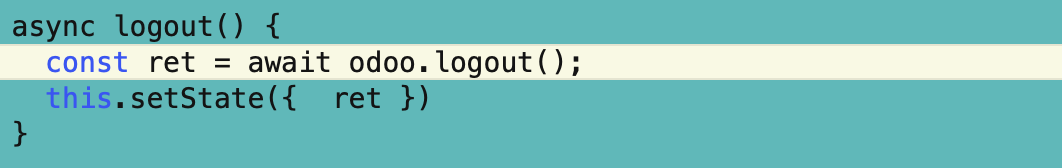 async logout() {
  const ret = await odoo.logout();
  this.setState({  ret })
}